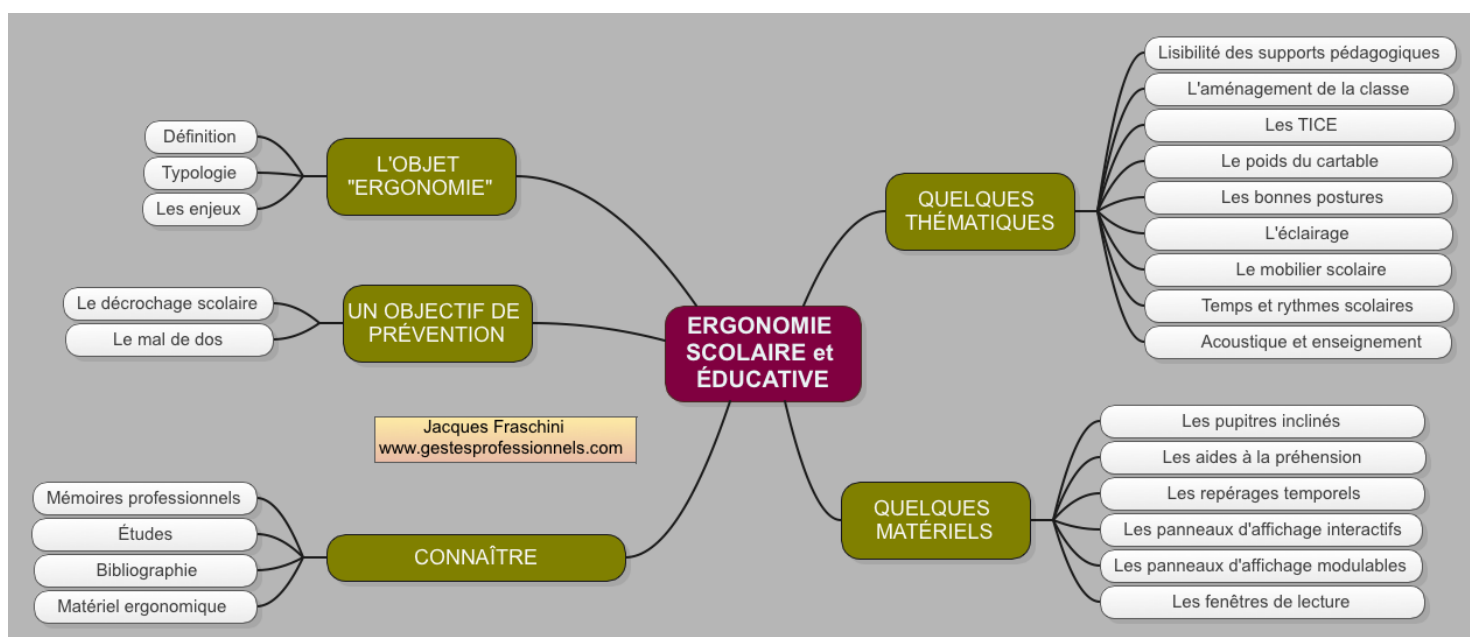 ERGONOMIE
SCOLAIRE et
ÉDUCATIVE
L'OBJET
"ERGONOMIE"
Définition
Typologie
Les enjeux
UN OBJECTIF DE
PRÉVENTION
Le décrochage scolaire
Le mal de dos
Jacques Fraschini
www.gestesprofessionnels.com
CONNAÎTRE
Mémoires professionnels
Études
Bibliographie
Matériel ergonomique
QUELQUES
THÉMATIQUES
Lisibilité des supports pédagogiques
L'aménagement de la classe
Les TICE
Le poids du cartable
Les bonnes postures
L'éclairage
Le mobilier scolaire
Temps et rythmes scolaires
Acoustique et enseignement
QUELQUES
MATÉRIELS
Les pupitres inclinés
Les aides à la préhension
Les repérages temporels
Les panneaux d'affichage interactifs
Les panneaux d'affichage modulables
Les fenêtres de lecture